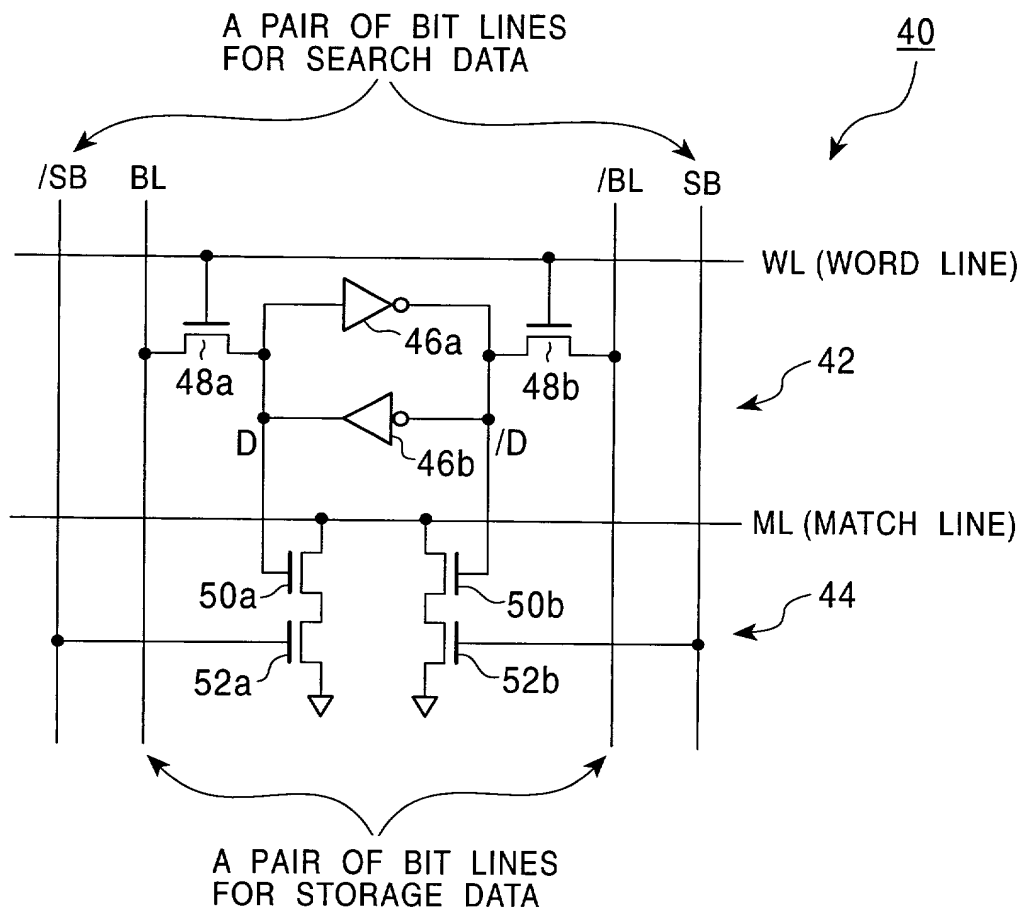 A PAIR OF BIT LINES
FOR SEARCH DATA
40
/SB
BL
/BL
SB
WL (WORD LINE)
46a
48a
48b
42
D
/D
46b
ML (MATCH LINE)
50a
50b
44
52a
52b
A PAIR OF BIT LINES
FOR STORAGE DATA